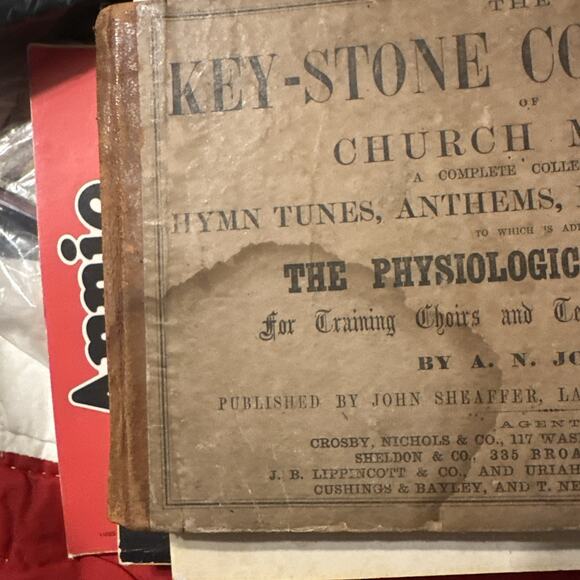 THE
KEY-STONE CO
OF
CHURCH M
A COMPLETE COLLE
HYMN TUNES, ANTHEMS,
TO WHICH IS AD
THE PHYSIOLOGIC
For Training Choirs and Te
BY A. N. JO
PUBLISHED BY JOHN SHEAFFER, LA
AGENT
CROSBY, NICHOLS & CO., 117 WAS
SHELDON & CO., 335 BROA
J. B. LIPPINCOTT & CO., AND URIAH
CUSHINGS & BAYLEY, AND T. NE
Annie